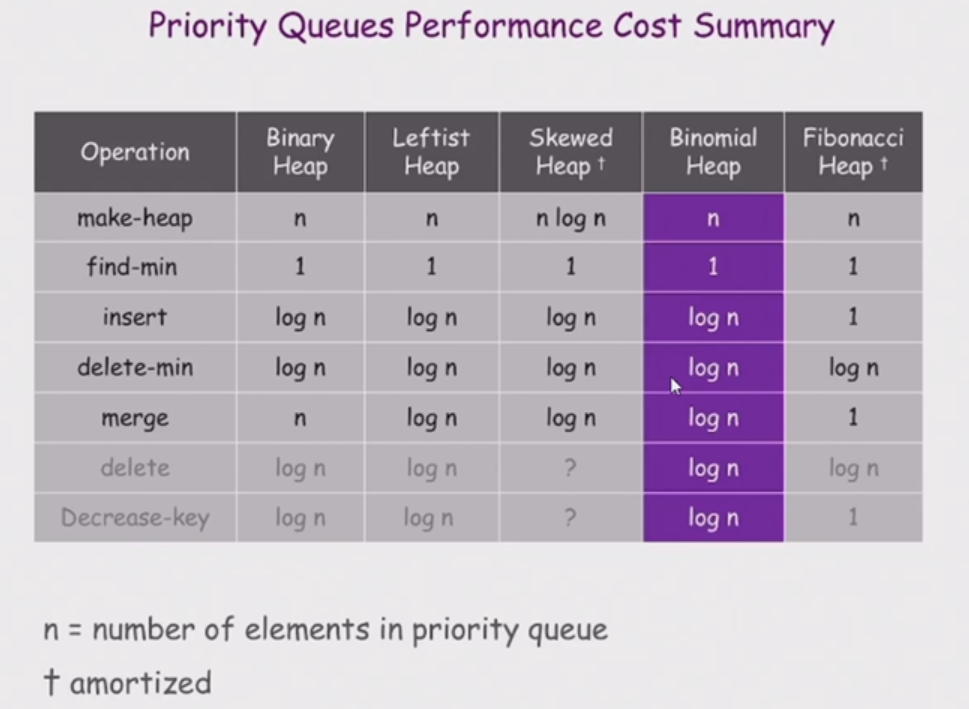 Priority Queues Performance Cost Summary
Operation Binary Heap Leftist Heap Skewed Heap † Binomial Heap Fibonacci Heap †
make-heap n n n log n n n
find-min 1 1 1 1 1
insert log n log n log n log n 1
delete-min log n log n log n log n log n
merge n log n log n log n 1
delete log n log n ? log n log n
Decrease-key log n log n ? log n 1
n = number of elements in priority queue
† amortized